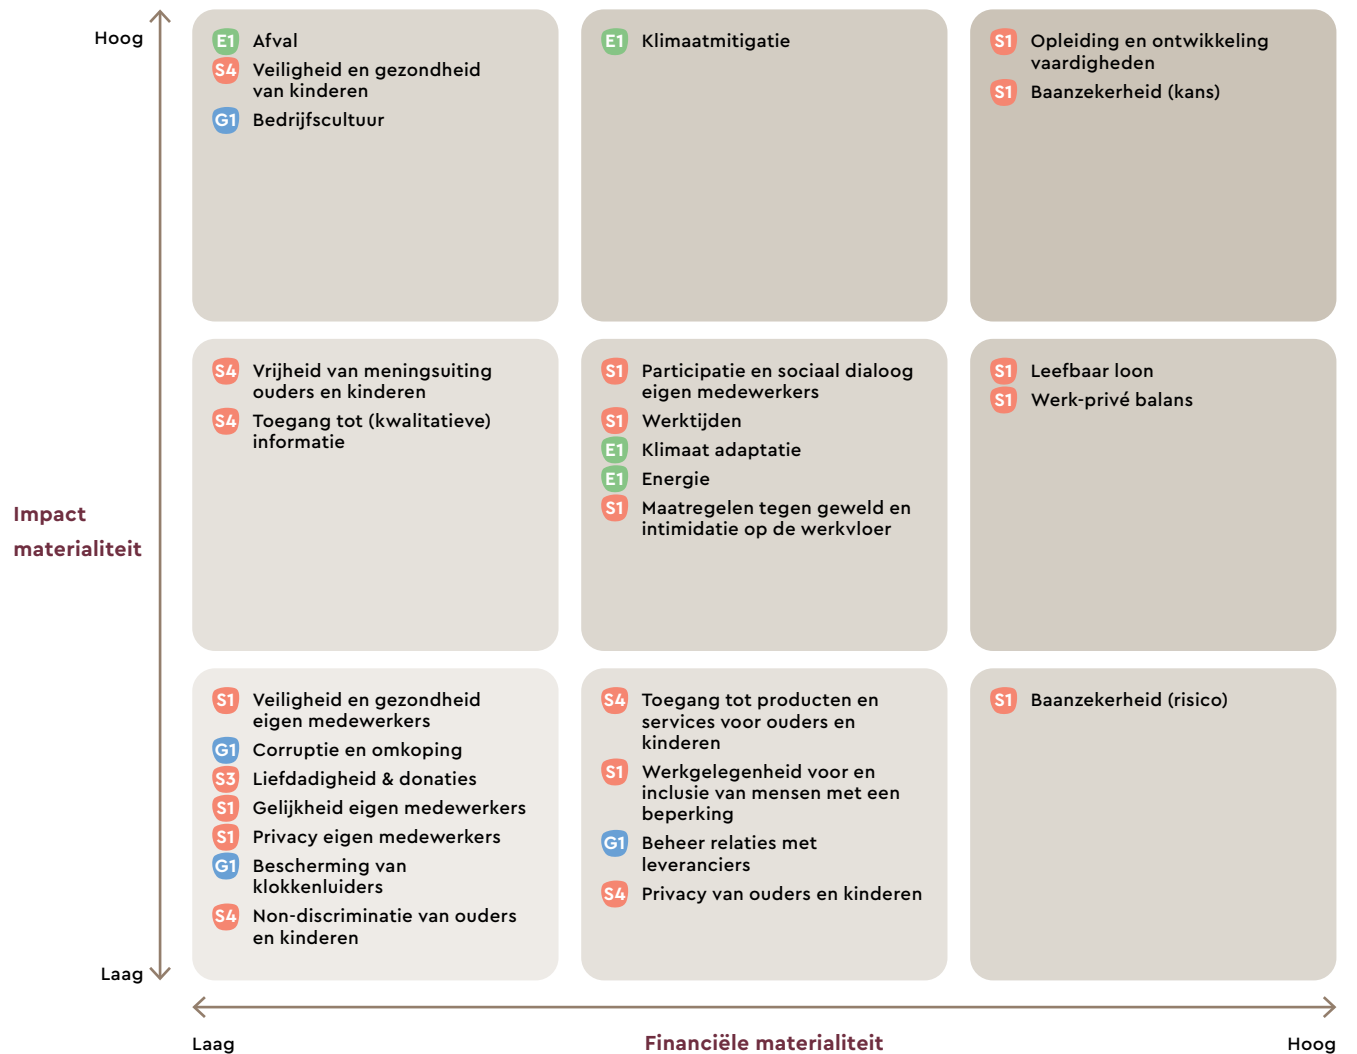 Hoog
E1 Afval
S4 Veiligheid en gezondheid
van kinderen
G1 Bedrijfscultuur
E1 Klimaatmitigatie
S1 Opleiding en ontwikkeling
vaardigheden
S1 Baanzekerheid (kans)
Impact
materialiteit
S4 Vrijheid van meningsuiting
ouders en kinderen
S4 Toegang tot (kwalitatieve)
informatie
S1 Participatie en sociaal dialoog
eigen medewerkers
S1 Werktijden
E1 Klimaat adaptatie
E1 Energie
S1 Maatregelen tegen geweld en
intimidatie op de werkvloer
S1 Leefbaar loon
S1 Werk-privé balans
S1 Veiligheid en gezondheid
eigen medewerkers
G1 Corruptie en omkoping
S3 Liefdadigheid & donaties
S1 Gelijkheid eigen medewerkers
S1 Privacy eigen medewerkers
G1 Bescherming van
klokkenluiders
S4 Non-discriminatie van ouders
en kinderen
S4 Toegang tot producten en
services voor ouders en
kinderen
S1 Werkgelegenheid voor en
inclusie van mensen met een
beperking
G1 Beheer relaties met
leveranciers
S4 Privacy van ouders en kinderen
S1 Baanzekerheid (risico)
Laag
Laag
Financiële materialiteit
Hoog